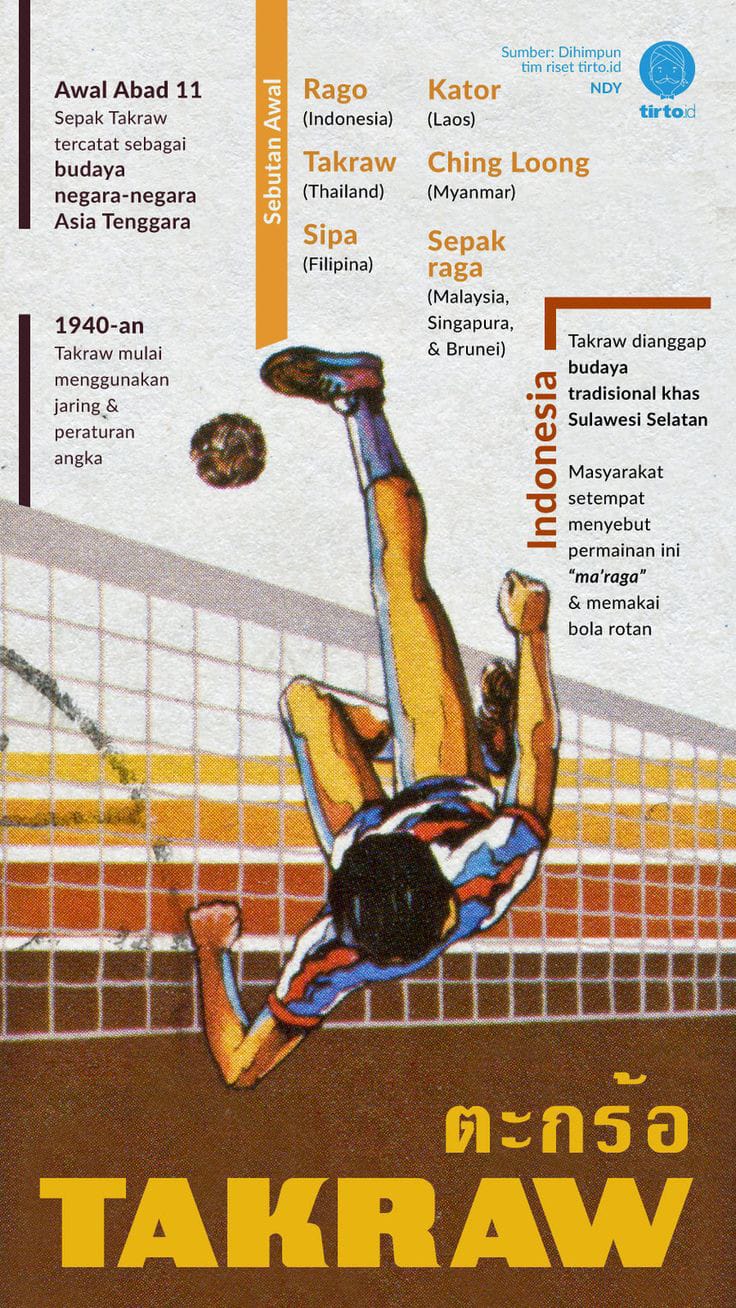 Sumber: Dihimpun
tim riset tirto.id
NDY
tirto.id
Awal Abad 11
Sepak Takraw
tercatat sebagai
budaya
negara-negara
Asia Tenggara
Sebutan Awal
Rago
(Indonesia)
Kator
(Laos)
Takraw
(Thailand)
Ching Loong
(Myanmar)
Sipa
(Filipina)
Sepak
raga
(Malaysia,
Singapura,
& Brunei)
1940-an
Takraw mulai
menggunakan
jaring &
peraturan
angka
Indonesia
Takraw dianggap
budaya
tradisional khas
Sulawesi Selatan
Masyarakat
setempat
menyebut
permainan ini
“ma’raga”
& memakai
bola rotan
ตะกร้อ
TAKRAW